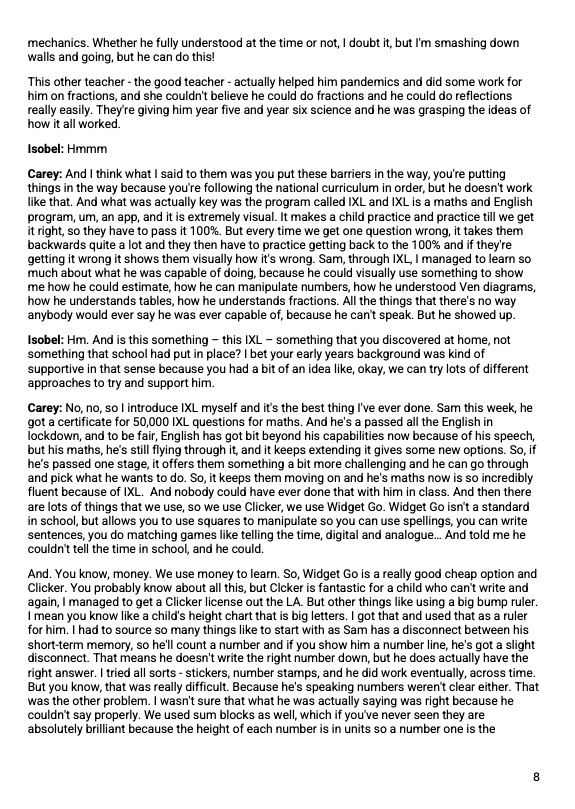 mechanics. Whether he fully understood at the time or not, I doubt it, but I'm smashing down
walls and going, but he can do this!
This other teacher - the good teacher - actually helped him pandemics and did some work for
him on fractions, and she couldn't believe he could do fractions and he could do reflections
really easily. They're giving him year five and year six science and he was grasping the ideas of
how it all worked.
Isobel: Hmmm
Carey: And I think what I said to them was you put these barriers in the way, you're putting
things in the way because you're following the national curriculum in order, but he doesn't work
like that. And what was actually key was the program called IXL and IXL is a maths and English
program, um, an app, and it is extremely visual. It makes a child practice and practice till we get
it right, so they have to pass it 100%. But every time we get one question wrong, it takes them
backwards quite a lot and they then have to practice getting back to the 100% and if they're
getting it wrong it shows them visually how it's wrong. Sam, through IXL, I managed to learn so
much about what he was capable of doing, because he could visually use something to show
me how he could estimate, how he can manipulate numbers, how he understood Ven diagrams,
how he understands tables, how he understands fractions. All the things that there's no way
anybody would ever say he was ever capable of, because he can't speak. But he showed up.
Isobel: Hm. And is this something – this IXL – something that you discovered at home, not
something that school had put in place? I bet your early years background was kind of
supportive in that sense because you had a bit of an idea like, okay, we can try lots of different
approaches to try and support him.
Carey: No, no, so I introduce IXL myself and it's the best thing I've ever done. Sam this week, he
got a certificate for 50,000 IXL questions for maths. And he's a passed all the English in
lockdown, and to be fair, English has got bit beyond his capabilities now because of his speech,
but his maths, he's still flying through it, and it keeps extending it gives some new options. So, if
he's passed one stage, it offers them something a bit more challenging and he can go through
and pick what he wants to do. So, it keeps them moving on and he's maths now is so incredibly
fluent because of IXL.  And nobody could have ever done that with him in class. And then there
are lots of things that we use, so we use Clicker, we use Widget Go. Widget Go isn't a standard
in school, but allows you to use squares to manipulate so you can use spellings, you can write
sentences, you do matching games like telling the time, digital and analogue… And told me he
couldn't tell the time in school, and he could.
And. You know, money. We use money to learn. So, Widget Go is a really good cheap option and
Clicker. You probably know about all this, but Clcker is fantastic for a child who can't write and
again, I managed to get a Clicker license out the LA. But other things like using a big bump ruler.
I mean you know like a child's height chart that is big letters. I got that and used that as a ruler
for him. I had to source so many things like to start with as Sam has a disconnect between his
short-term memory, so he'll count a number and if you show him a number line, he's got a slight
disconnect. That means he doesn't write the right number down, but he does actually have the
right answer. I tried all sorts - stickers, number stamps, and he did work eventually, across time.
But you know, that was really difficult. Because he's speaking numbers weren't clear either. That
was the other problem. I wasn't sure that what he was actually saying was right because he
couldn't say properly. We used sum blocks as well, which if you've never seen they are
absolutely brilliant because the height of each number is in units so a number one is the
8